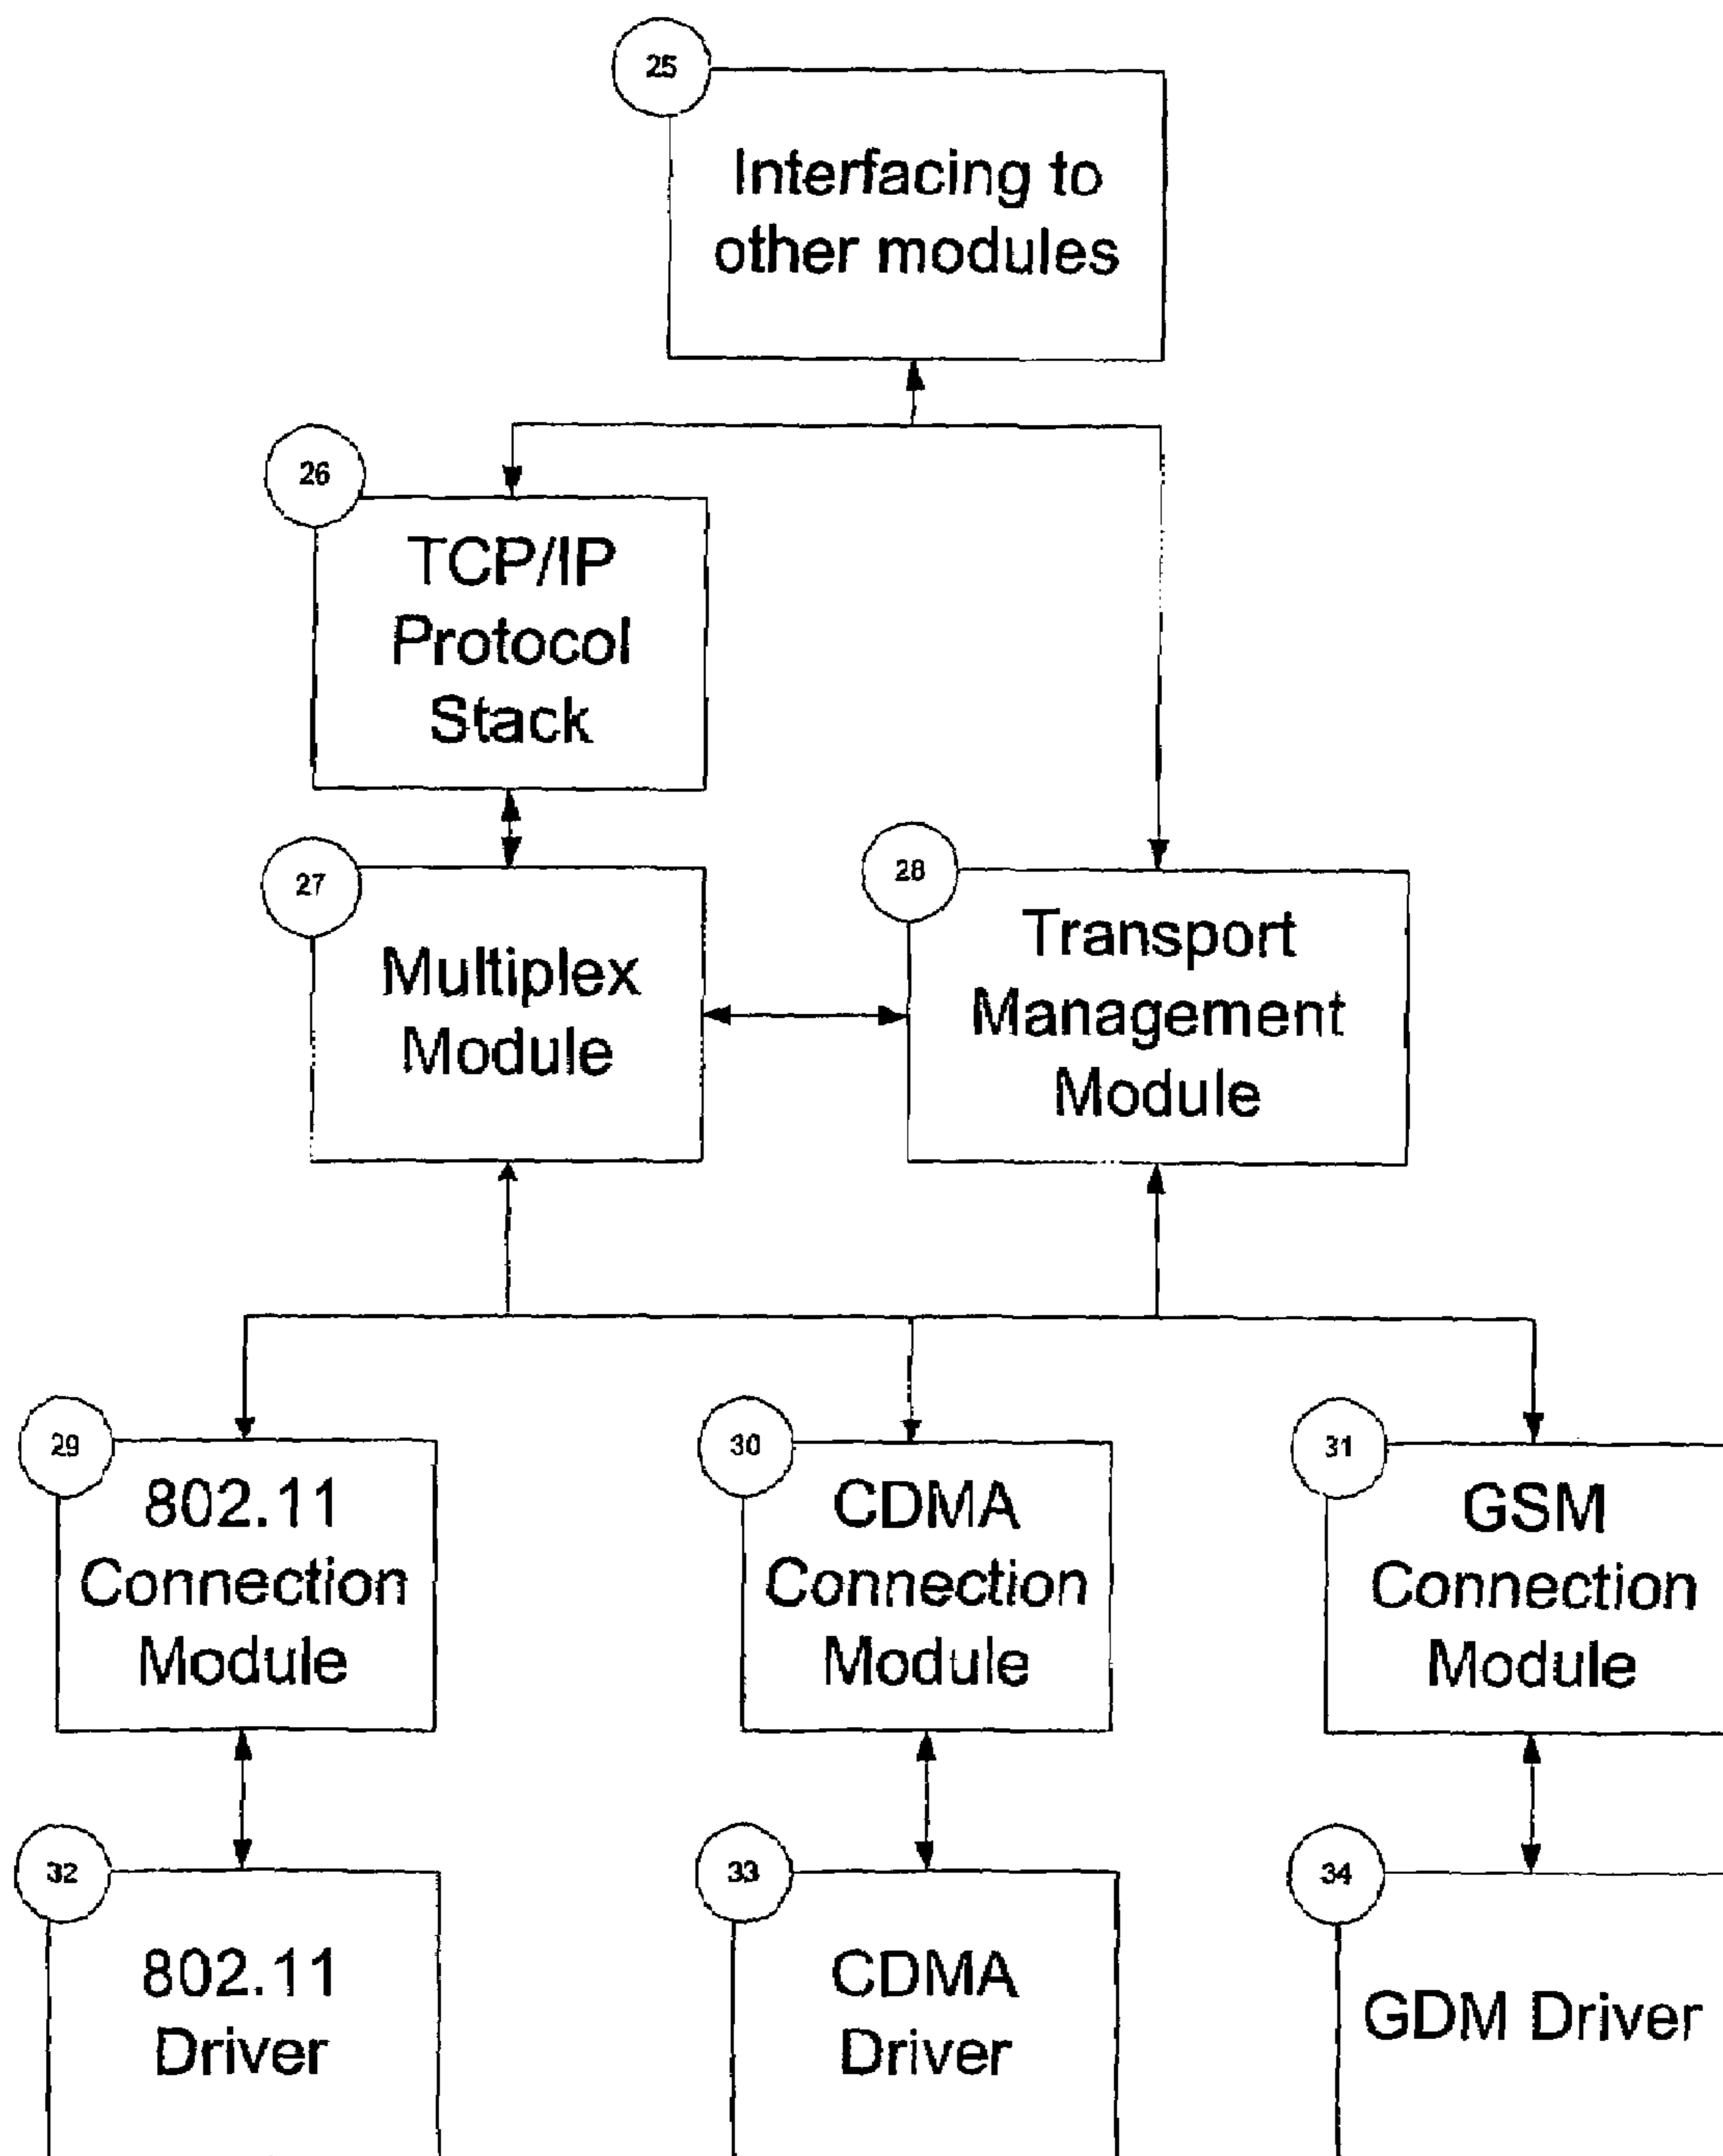 25
Interfacing to
other modules
26
TCP/IP
Protocol
Stack
27
Multiplex
Module
28
Transport
Management
Module
29
802.11
Connection
Module
30
CDMA
Connection
Module
31
GSM
Connection
Module
32
802.11
Driver
33
CDMA
Driver
34
GDM Driver